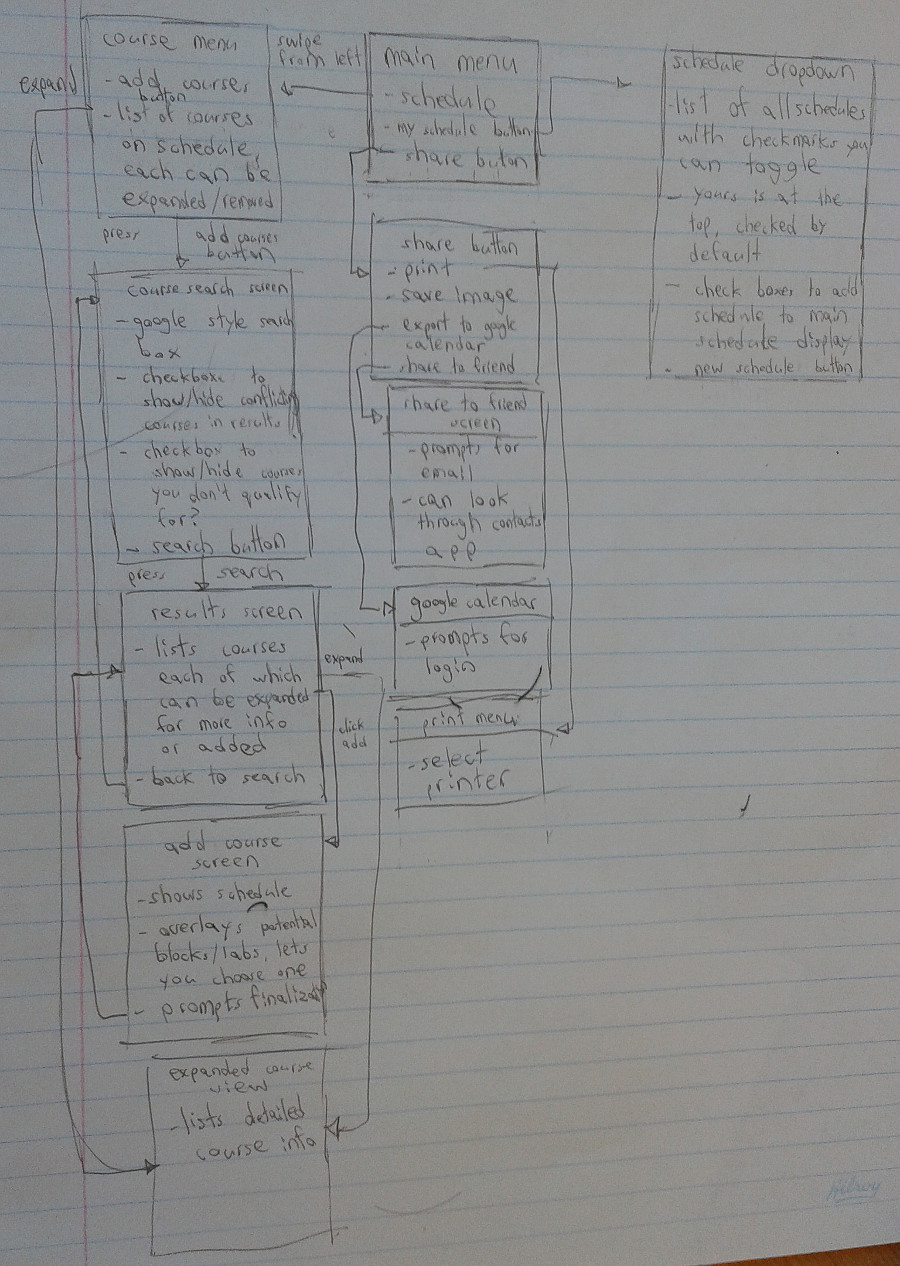 course menu
- add courses
button
- list of courses
on schedule,
each can be
expanded/removed
expand
swipe
from left
main menu
- schedule
- my schedule button
- share button
schedule dropdown
- list of all schedules
with checkmarks you
can toggle
- yours is at the
top, checked by
default
- check boxes to add
schedule to main
schedule display
- new schedule button
press
add courses
button
course search screen
- google style search
box
- checkbox to
show/hide conflicting
courses in results
- checkbox to
show/hide courses
you don't qualify
for?
- search button
press search
share button
- print
- save image
- export to google
calendar
- share to friend
share to friend
screen
- prompts for
email
- can look
through contacts
app
google calendar
- prompts for
login
print menu
- select
printer
results screen
- lists courses
each of which
can be expanded
for more info
or added
- back to search
expand
click
add
add course
screen
- shows schedule
- overlays potential
blocks/labs, lets
you choose one
- prompts finalize
expanded course
view
- lists detailed
course info
Hilroy